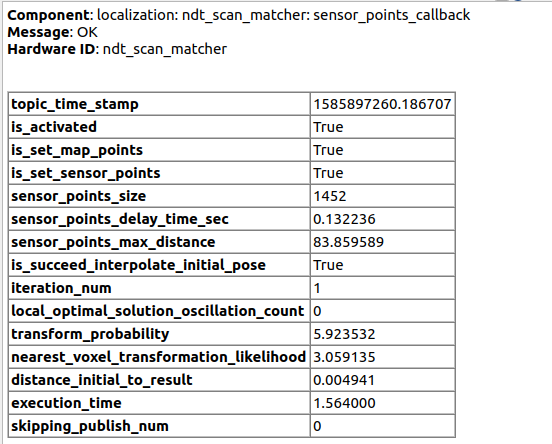 Component: localization: ndt_scan_matcher: sensor_points_callback
Message: OK
Hardware ID: ndt_scan_matcher
topic_time_stamp 1585897260.186707
is_activated True
is_set_map_points True
is_set_sensor_points True
sensor_points_size 1452
sensor_points_delay_time_sec 0.132236
sensor_points_max_distance 83.859589
is_succeed_interpolate_initial_pose True
iteration_num 1
local_optimal_solution_oscillation_count 0
transform_probability 5.923532
nearest_voxel_transformation_likelihood 3.059135
distance_initial_to_result 0.004941
execution_time 1.564000
skipping_publish_num 0